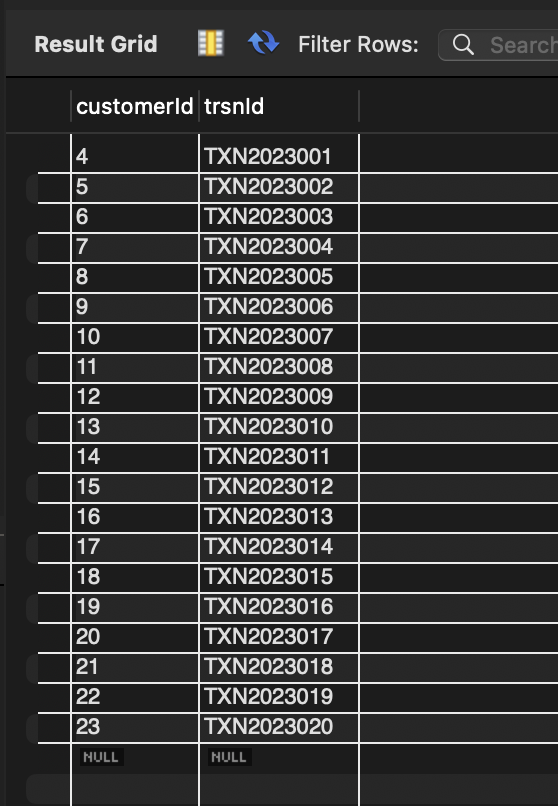 Result Grid Filter Rows: Search
customerId trsnId
4 TXN2023001
5 TXN2023002
6 TXN2023003
7 TXN2023004
8 TXN2023005
9 TXN2023006
10 TXN2023007
11 TXN2023008
12 TXN2023009
13 TXN2023010
14 TXN2023011
15 TXN2023012
16 TXN2023013
17 TXN2023014
18 TXN2023015
19 TXN2023016
20 TXN2023017
21 TXN2023018
22 TXN2023019
23 TXN2023020
NULL NULL